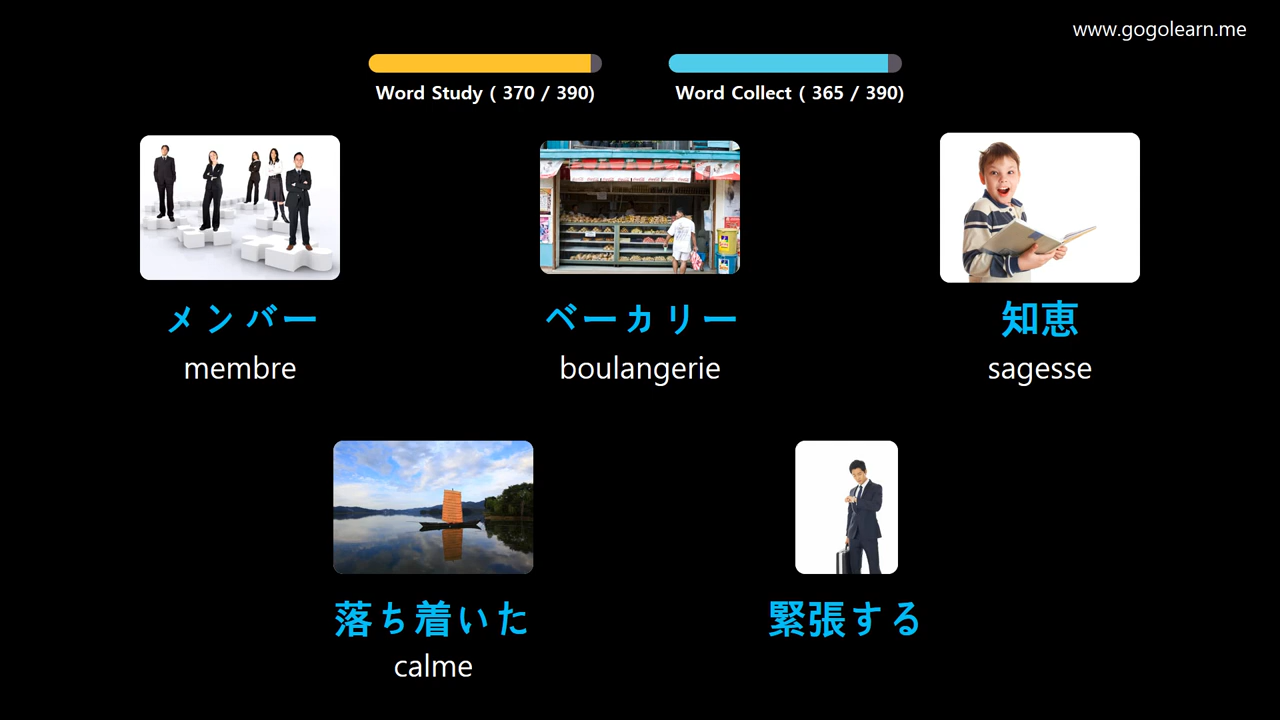 www.gogolearn.me
Word Study ( 370 / 390)
Word Collect ( 365 / 390)
メンバー
membre
ベーカリー
boulangerie
知恵
sagesse
落ち着いた
calme
緊張する